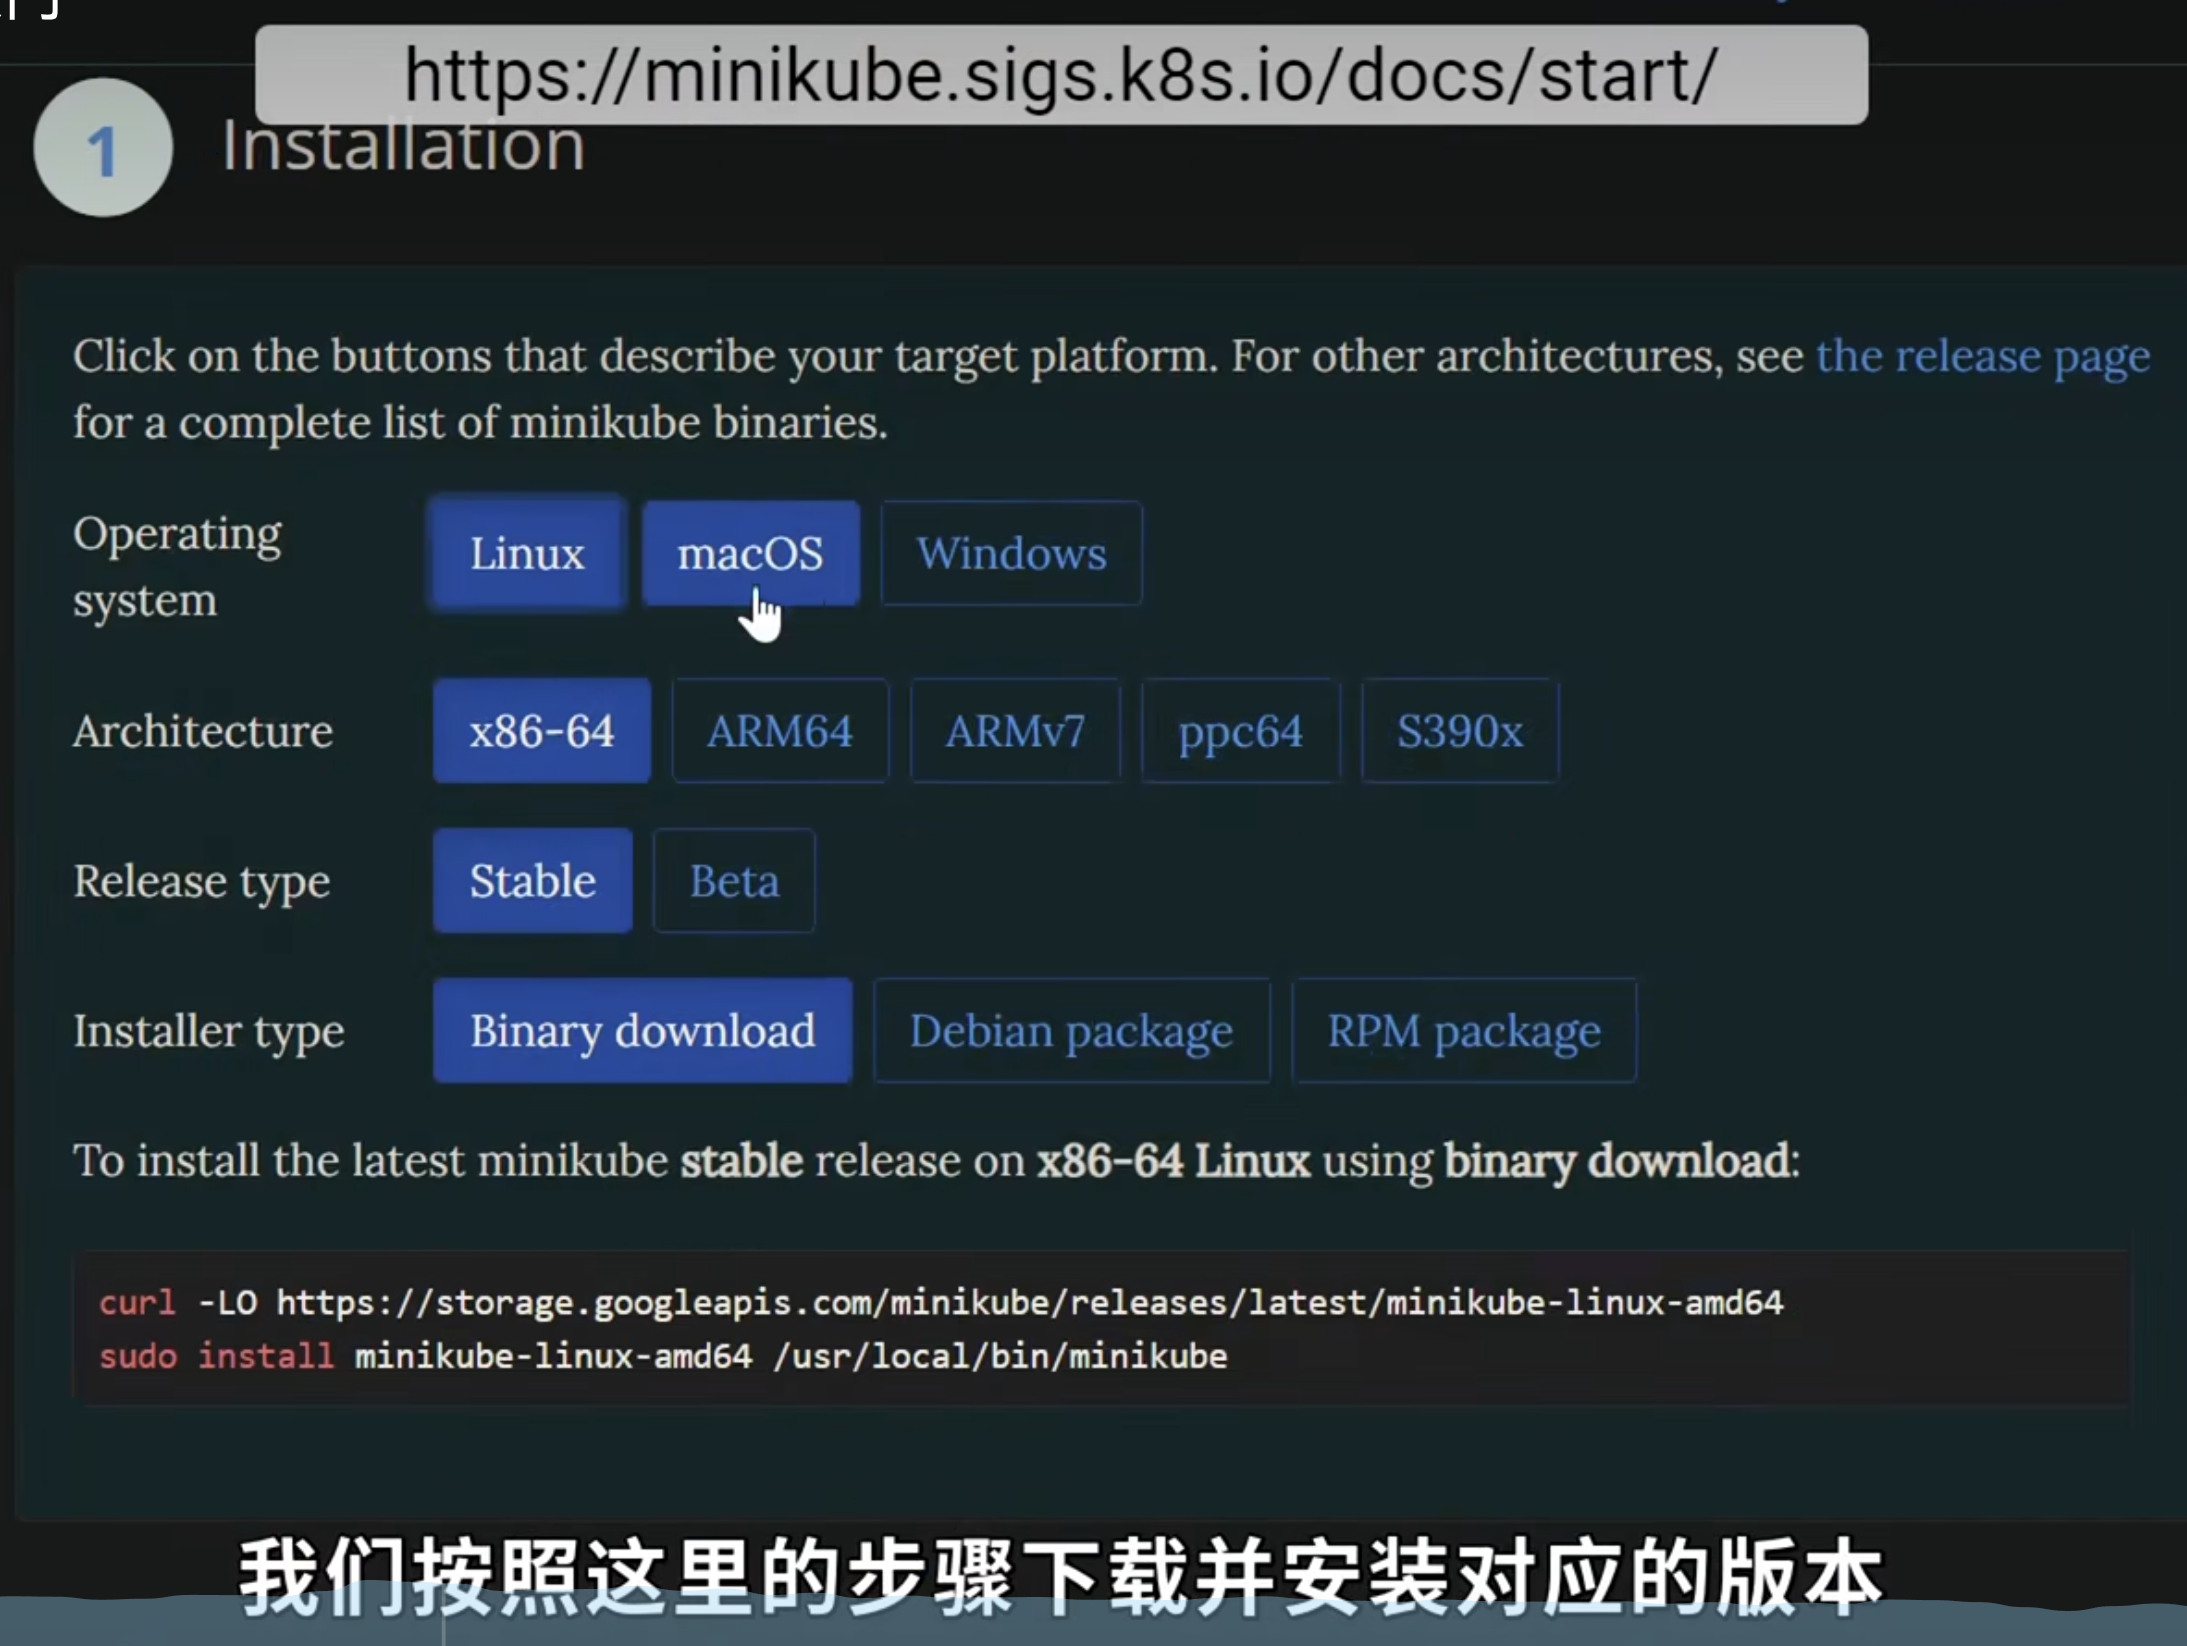 https://minikube.sigs.k8s.io/docs/start/
1 Installation
Click on the buttons that describe your target platform. For other architectures, see the release page
for a complete list of minikube binaries.
Operating system Linux macOS Windows
Architecture x86-64 ARM64 ARMv7 ppc64 S390x
Release type Stable Beta
Installer type Binary download Debian package RPM package
To install the latest minikube stable release on x86-64 Linux using binary download:
curl -LO https://storage.googleapis.com/minikube/releases/latest/minikube-linux-amd64
sudo install minikube-linux-amd64 /usr/local/bin/minikube
我们按照这里的步骤下载并安装对应的版本